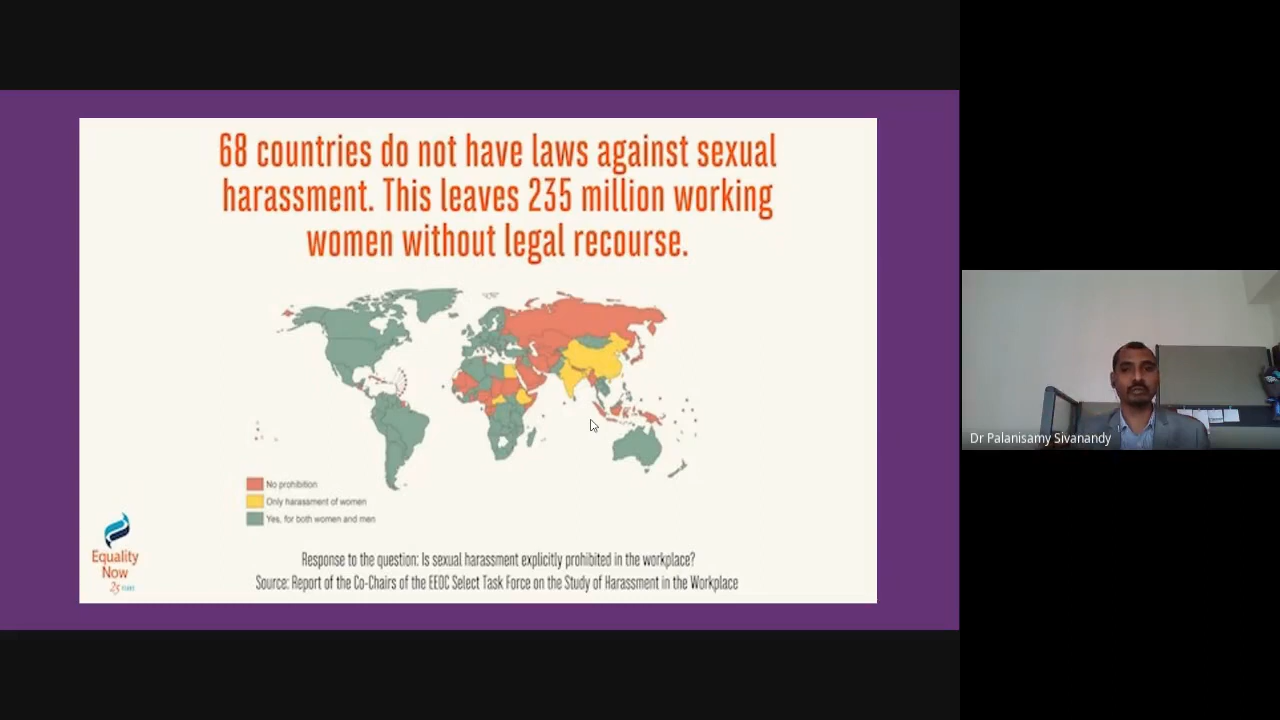 68 countries do not have laws against sexual
harassment. This leaves 235 million working
women without legal recourse.
No prohibition
Only harassment of women
Yes, for both women and men
Equality
Now
25
Response to the question: Is sexual harassment explicitly prohibited in the workplace?
Source: Report of the Co-Chairs of the EEOC Select Task Force on the Study of Harassment in the Workplace
Dr Palanisamy Sivanandy